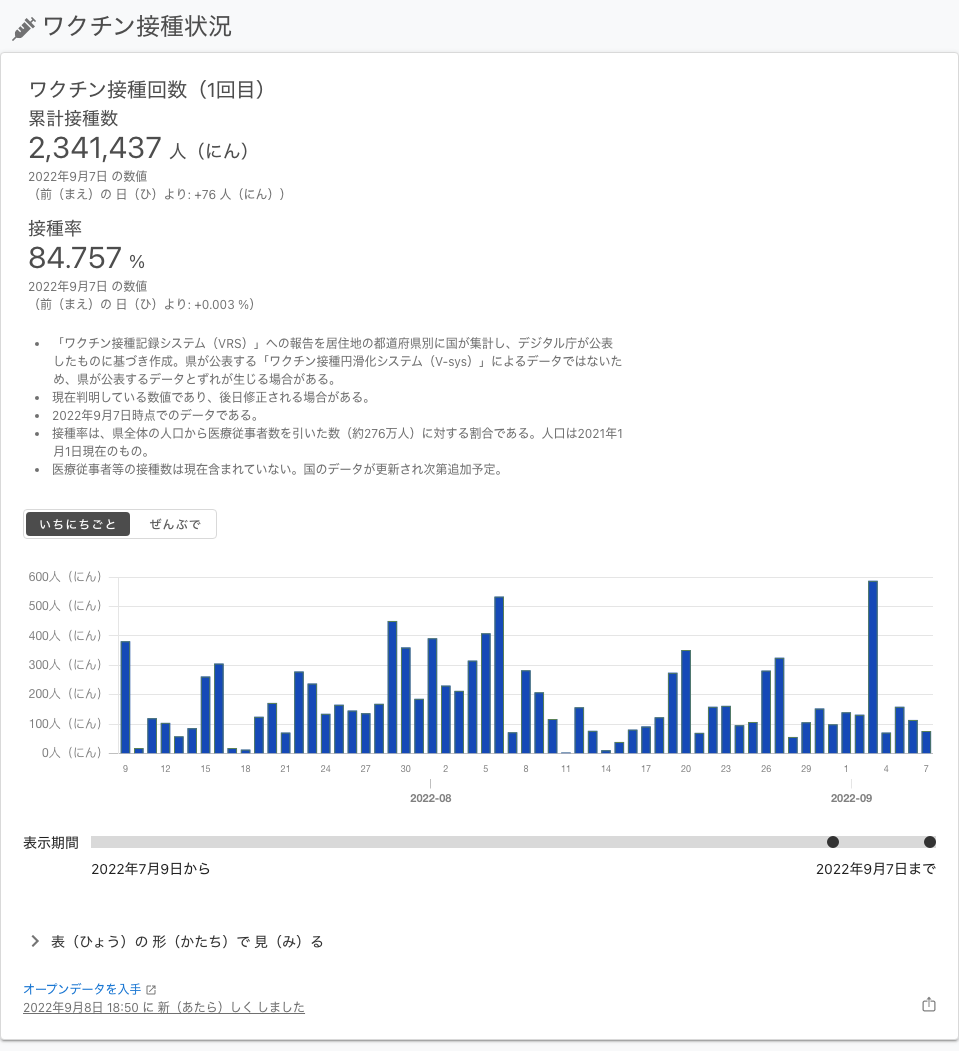 ワクチン接種状況
ワクチン接種回数（1回目）
累計接種数
2,341,437 人（にん）
2022年9月7日 の数値
（前（まえ）の 日（ひ）より: +76 人（にん））
接種率
84.757 %
2022年9月7日 の数値
（前（まえ）の 日（ひ）より: +0.003 %）
• 「ワクチン接種記録システム（VRS）」への報告を居住地の都道府県別に国が集計し、デジタル庁が公表
したものに基づき作成。県が公表する「ワクチン接種円滑化システム（V-sys）」によるデータではないた
め、県が公表するデータとずれが生じる場合がある。
• 現在判明している数値であり、後日修正される場合がある。
• 2022年9月7日時点でのデータである。
• 接種率は、県全体の人口から医療従事者数を引いた数（約276万人）に対する割合である。人口は2021年1
月1日現在のもの。
• 医療従事者等の接種数は現在含まれていない。国のデータが更新され次第追加予定。
いちにちごと ぜんぶで
600人（にん）
500人（にん）
400人（にん）
300人（にん）
200人（にん）
100人（にん）
0人（にん）
9 12 15 18 21 24 27 30 2 5 8 11 14 17 20 23 26 29 1 4 7
2022-08 2022-09
表示期間
2022年7月9日から 2022年9月7日まで
表（ひょう）の 形（かたち）で 見（み）る
オープンデータを入手
2022年9月8日 18:50 に 新（あたら）しく しました